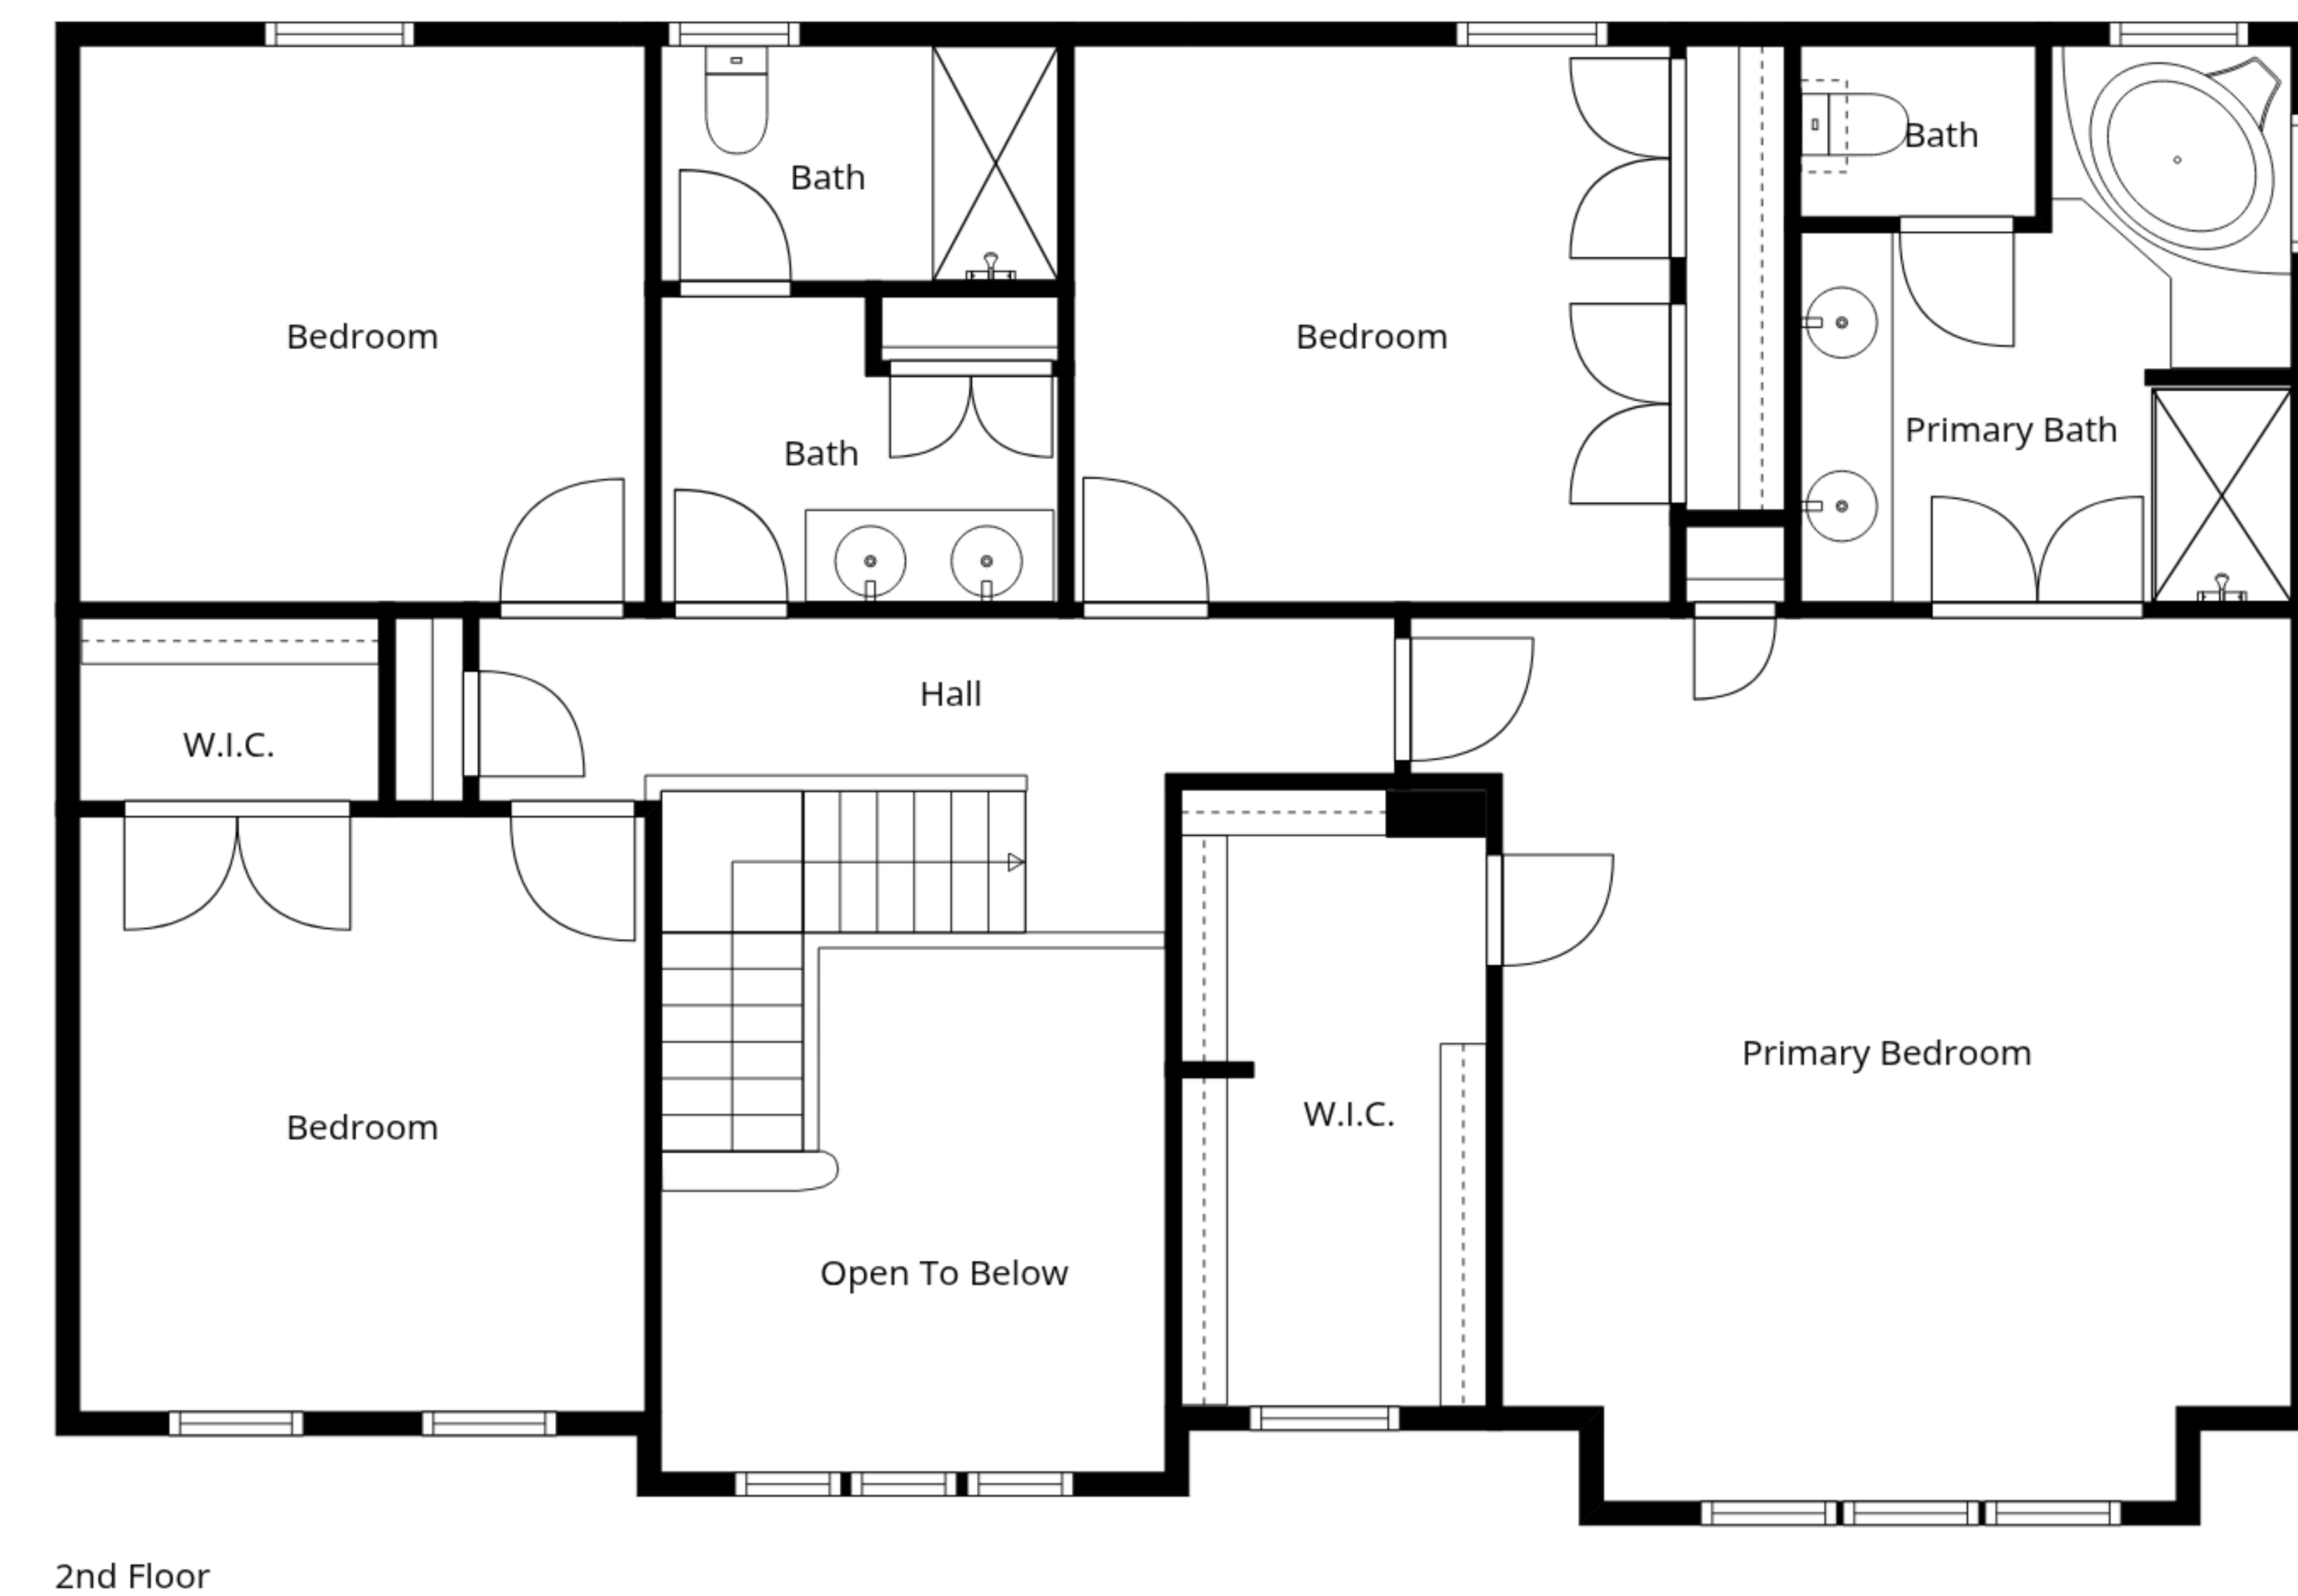 Bath
Bath
Bedroom
Bedroom
Primary Bath
Bath
Hall
W.I.C.
Primary Bedroom
W.I.C.
Bedroom
Open To Below
2nd Floor